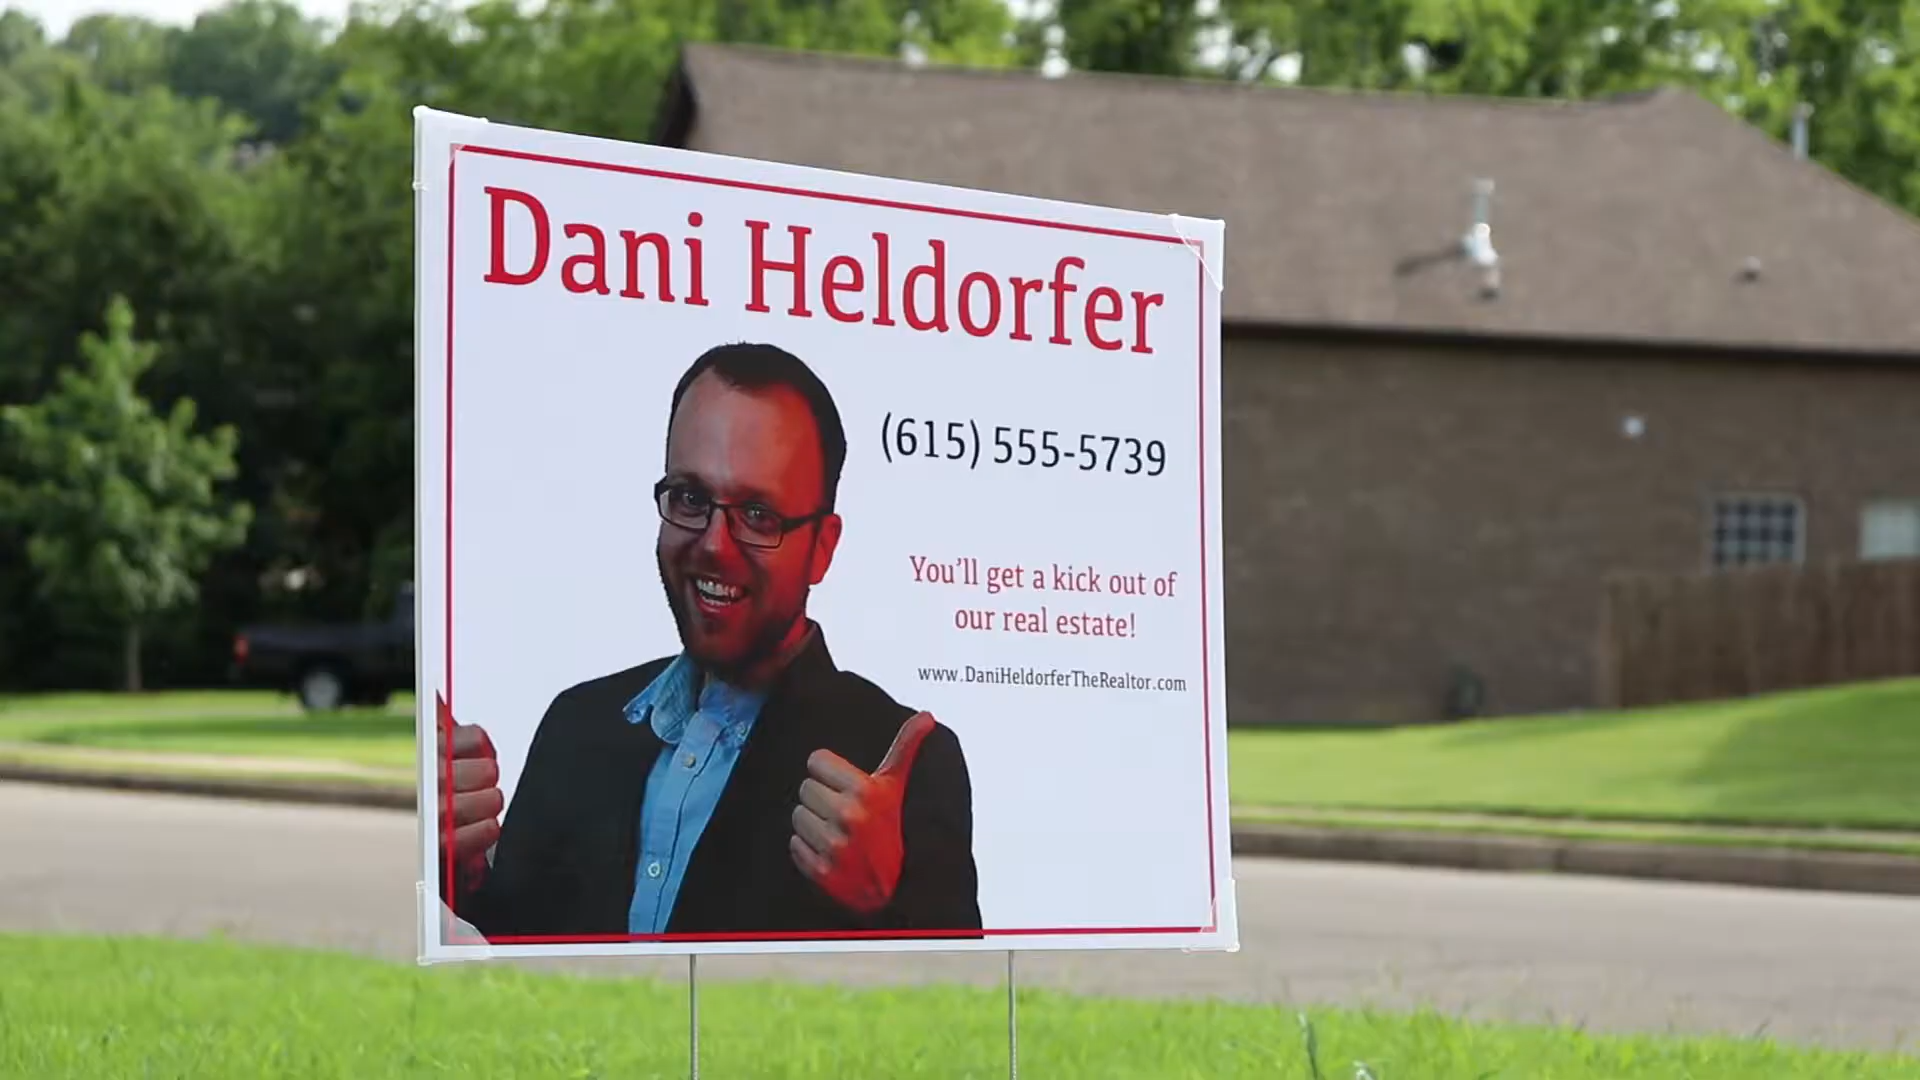 Dani Heldorfer
(615) 555-5739
You'll get a kick out of
our real estate!
www.DaniHeldorferTheRealtor.com